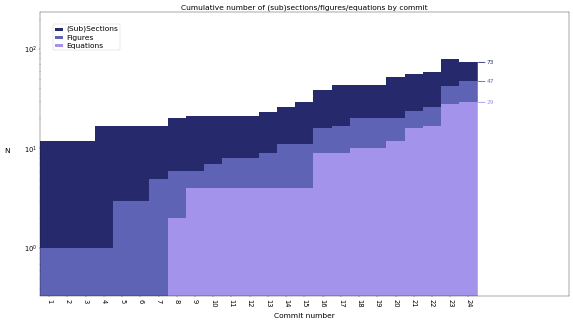 Cumulative number of (sub)sections/figures/equations by commit
(Sub)Sections
Figures
Equations
10²
10¹
10⁰
N
73
47
29
1 2 3 4 5 6 7 8 9 10 11 12 13 14 15 16 17 18 19 20 21 22 23 24
Commit number